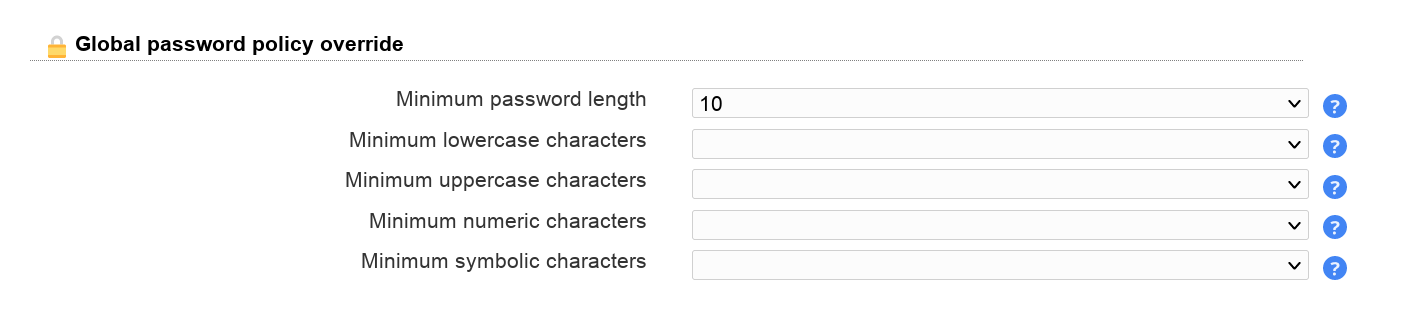 Global password policy override
Minimum password length 10 ?
Minimum lowercase characters ?
Minimum uppercase characters ?
Minimum numeric characters ?
Minimum symbolic characters ?